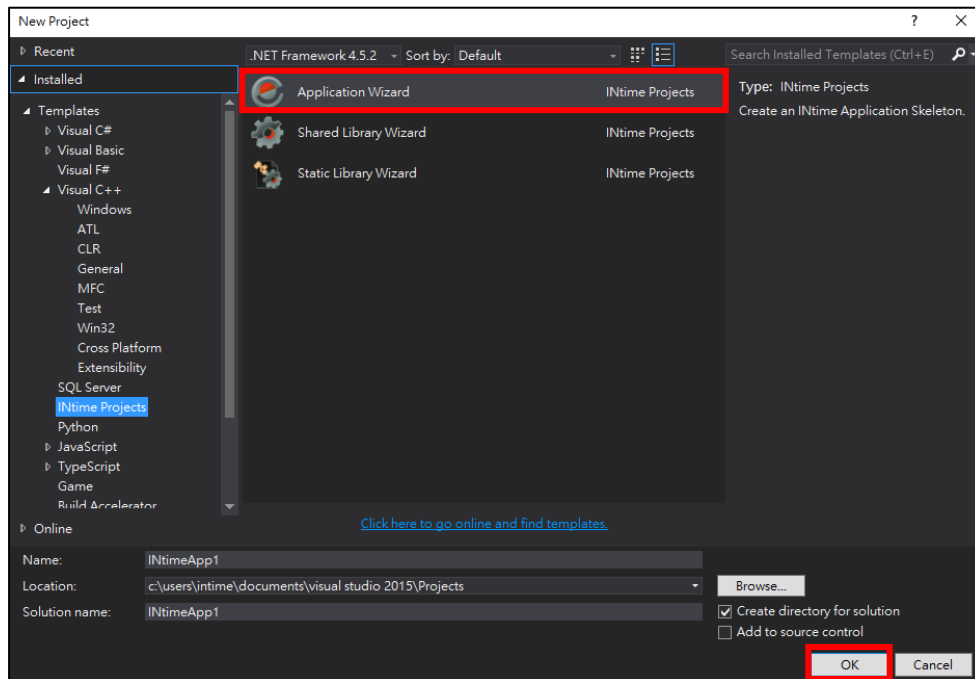 New Project
Recent
.NET Framework 4.5.2 Sort by: Default
Search Installed Templates (Ctrl+E)
Installed
Templates
Visual C#
Visual Basic
Visual F#
Visual C++
Windows
ATL
CLR
General
MFC
Test
Win32
Cross Platform
Extensibility
SQL Server
INtime Projects
Python
JavaScript
TypeScript
Game
Build Accelerator
Online
Application Wizard INtime Projects
Shared Library Wizard INtime Projects
Static Library Wizard INtime Projects
Click here to go online and find templates.
Type: INtime Projects
Create an INtime Application Skeleton.
Name: INtimeApp1
Location: c:\users\intime\documents\visual studio 2015\Projects
Browse...
Solution name: INtimeApp1
Create directory for solution
Add to source control
OK Cancel